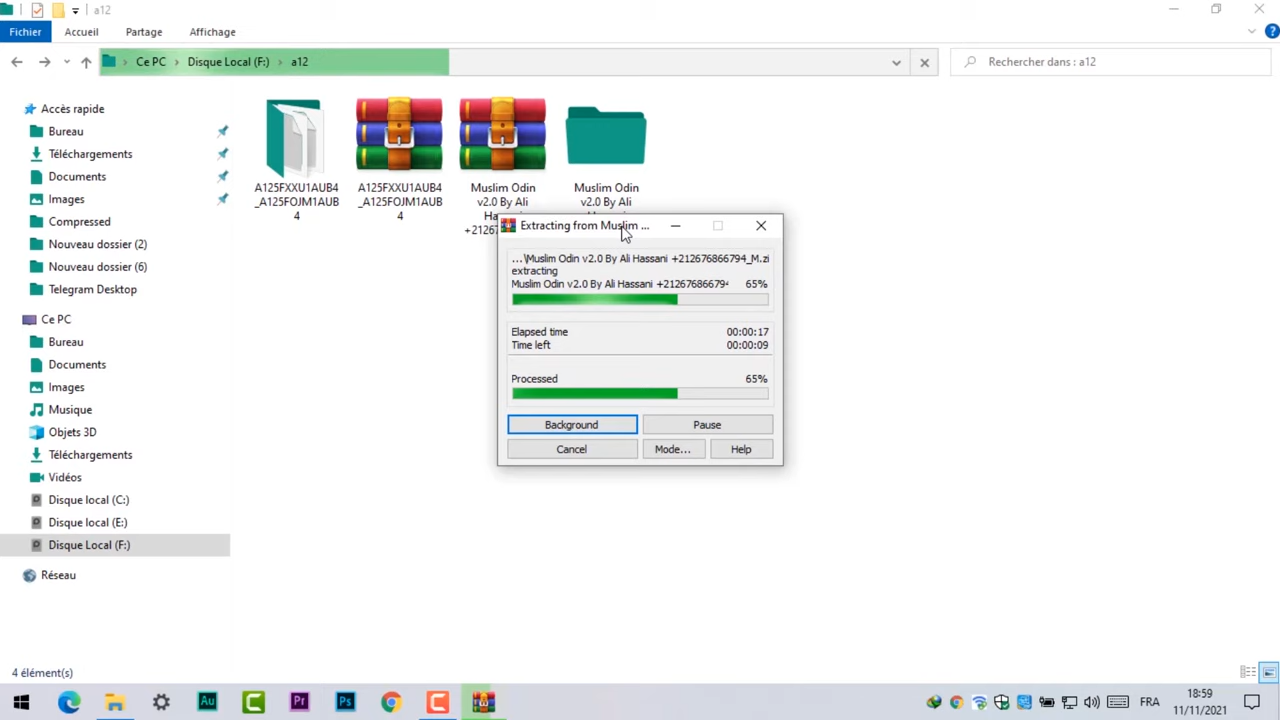 a12
Fichier Accueil Partage Affichage
Ce PC Disque Local (F:) a12
Rechercher dans : a12
Accès rapide
Bureau
Téléchargements
Documents
Images
Compressed
Nouveau dossier (2)
Nouveau dossier (6)
Telegram Desktop
Ce PC
Bureau
Documents
Images
Musique
Objets 3D
Téléchargements
Vidéos
Disque local (C:)
Disque local (E:)
Disque Local (F:)
Réseau
A125FXXU1AUB4
_A125FOJM1AUB
4
A125FXXU1AUB4
_A125FOJM1AUB
4
Muslim Odin
v2.0 By Ali
Muslim Odin
v2.0 By Ali
Extracting from Muslim ...
...\Muslim Odin v2.0 By Ali Hassani +212676866794_M.zi
extracting
Muslim Odin v2.0 By Ali Hassani +212676866794 65%
Elapsed time 00:00:17
Time left 00:00:09
Processed 65%
Background Pause
Cancel Mode... Help
4 élément(s)
Au Pr Ps
FRA
18:59
11/11/2021